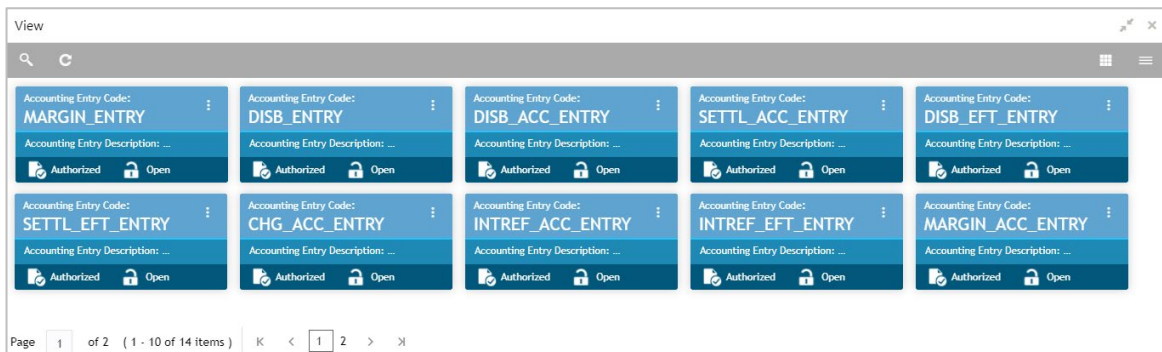 View
Accounting Entry Code: Accounting Entry Code: Accounting Entry Code: Accounting Entry Code: Accounting Entry Code:
MARGIN_ENTRY DISB_ENTRY DISB_ACC_ENTRY SETTL_ACC_ENTRY DISB_EFT_ENTRY
Accounting Entry Description: ... Accounting Entry Description: ... Accounting Entry Description: ... Accounting Entry Description: ... Accounting Entry Description: ...
Authorized Open Authorized Open Authorized Open Authorized Open Authorized Open
Accounting Entry Code: Accounting Entry Code: Accounting Entry Code: Accounting Entry Code: Accounting Entry Code:
SETTL_EFT_ENTRY CHG_ACC_ENTRY INTREF_ACC_ENTRY INTREF_EFT_ENTRY MARGIN_ACC_ENTRY
Accounting Entry Description: ... Accounting Entry Description: ... Accounting Entry Description: ... Accounting Entry Description: ... Accounting Entry Description: ...
Authorized Open Authorized Open Authorized Open Authorized Open Authorized Open
Page 1 of 2 ( 1 - 10 of 14 items ) 1 2